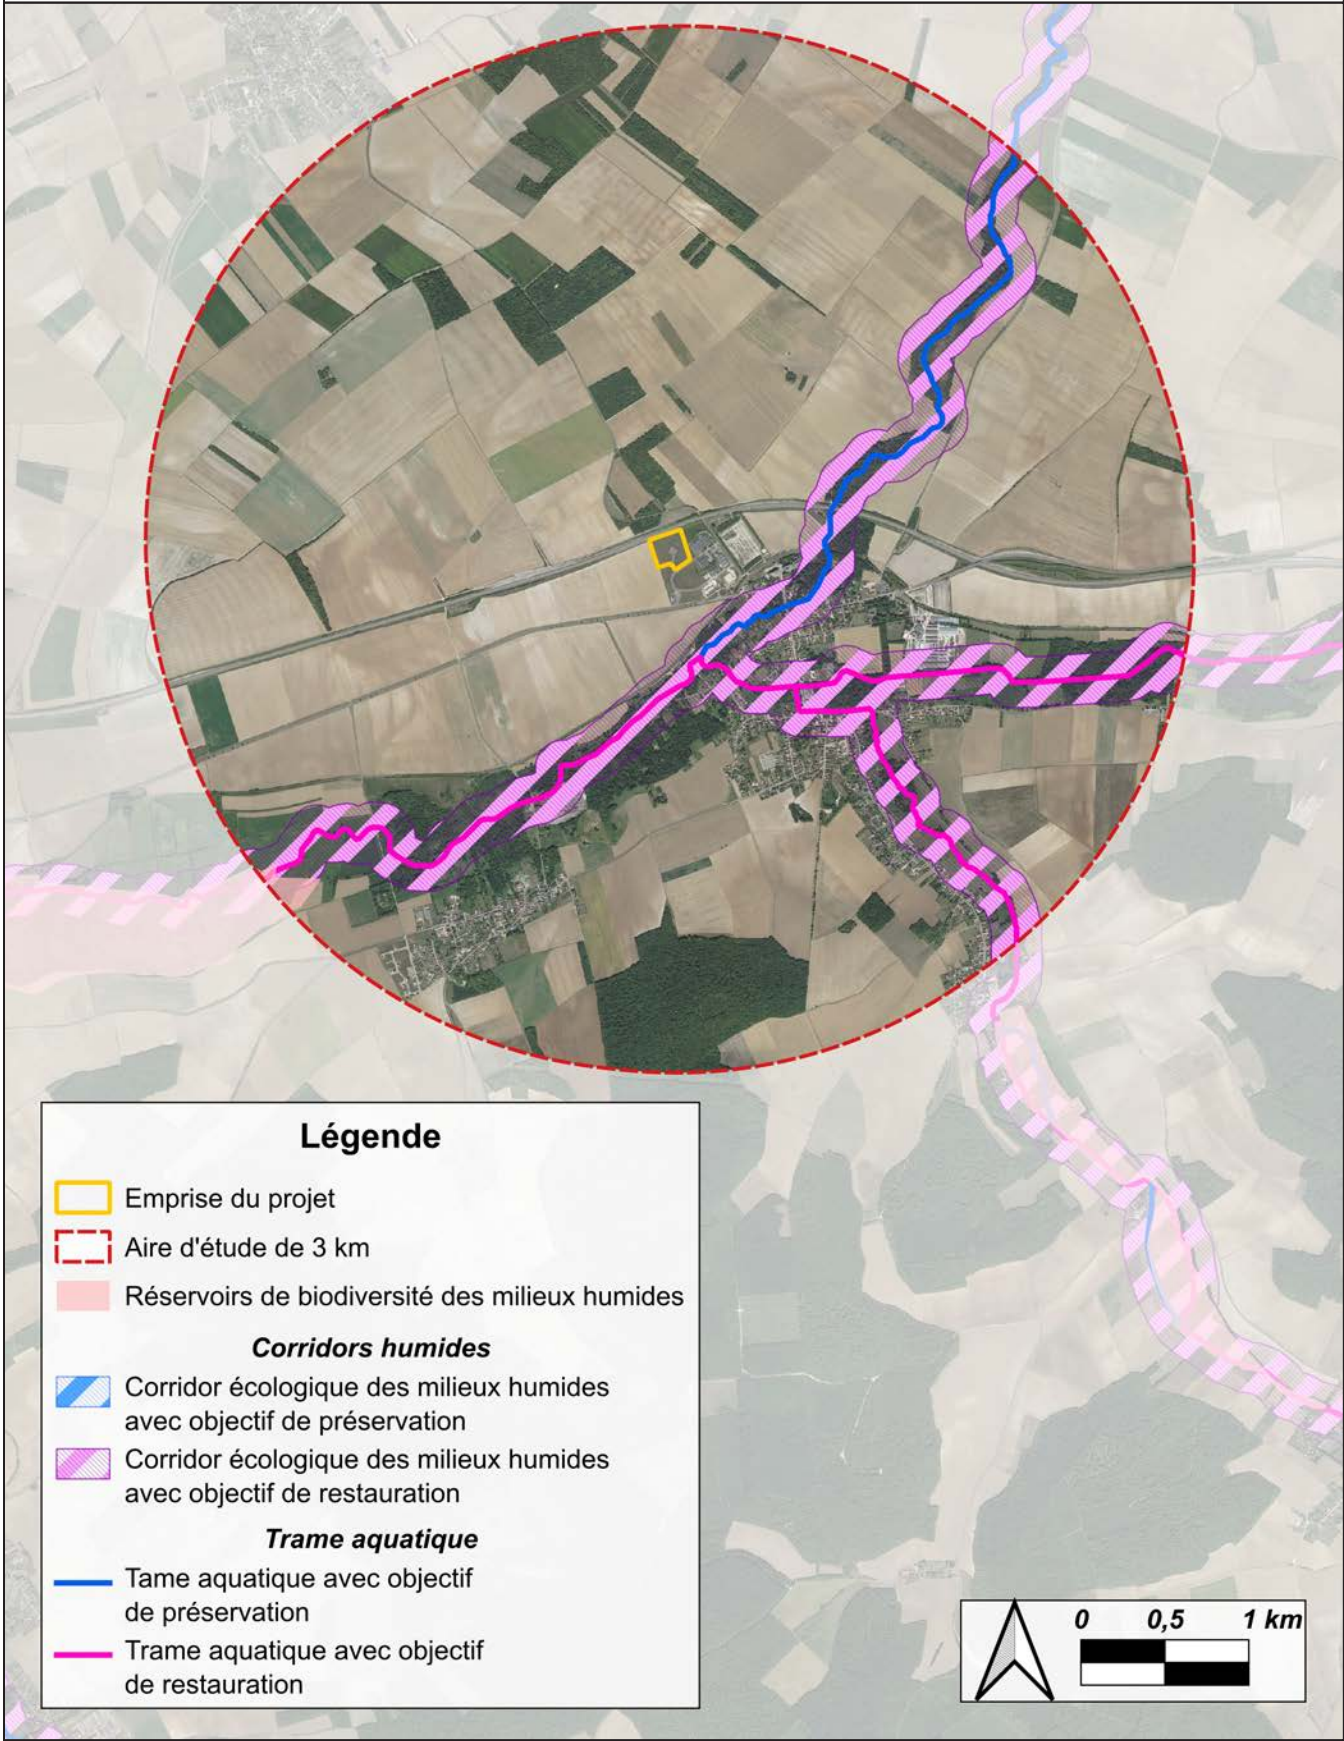 Légende
Emprise du projet
Aire d'étude de 3 km
Réservoirs de biodiversité des milieux humides
Corridors humides
Corridor écologique des milieux humides
avec objectif de préservation
Corridor écologique des milieux humides
avec objectif de restauration
Trame aquatique
Tame aquatique avec objectif
de préservation
Trame aquatique avec objectif
de restauration
0 0,5 1 km